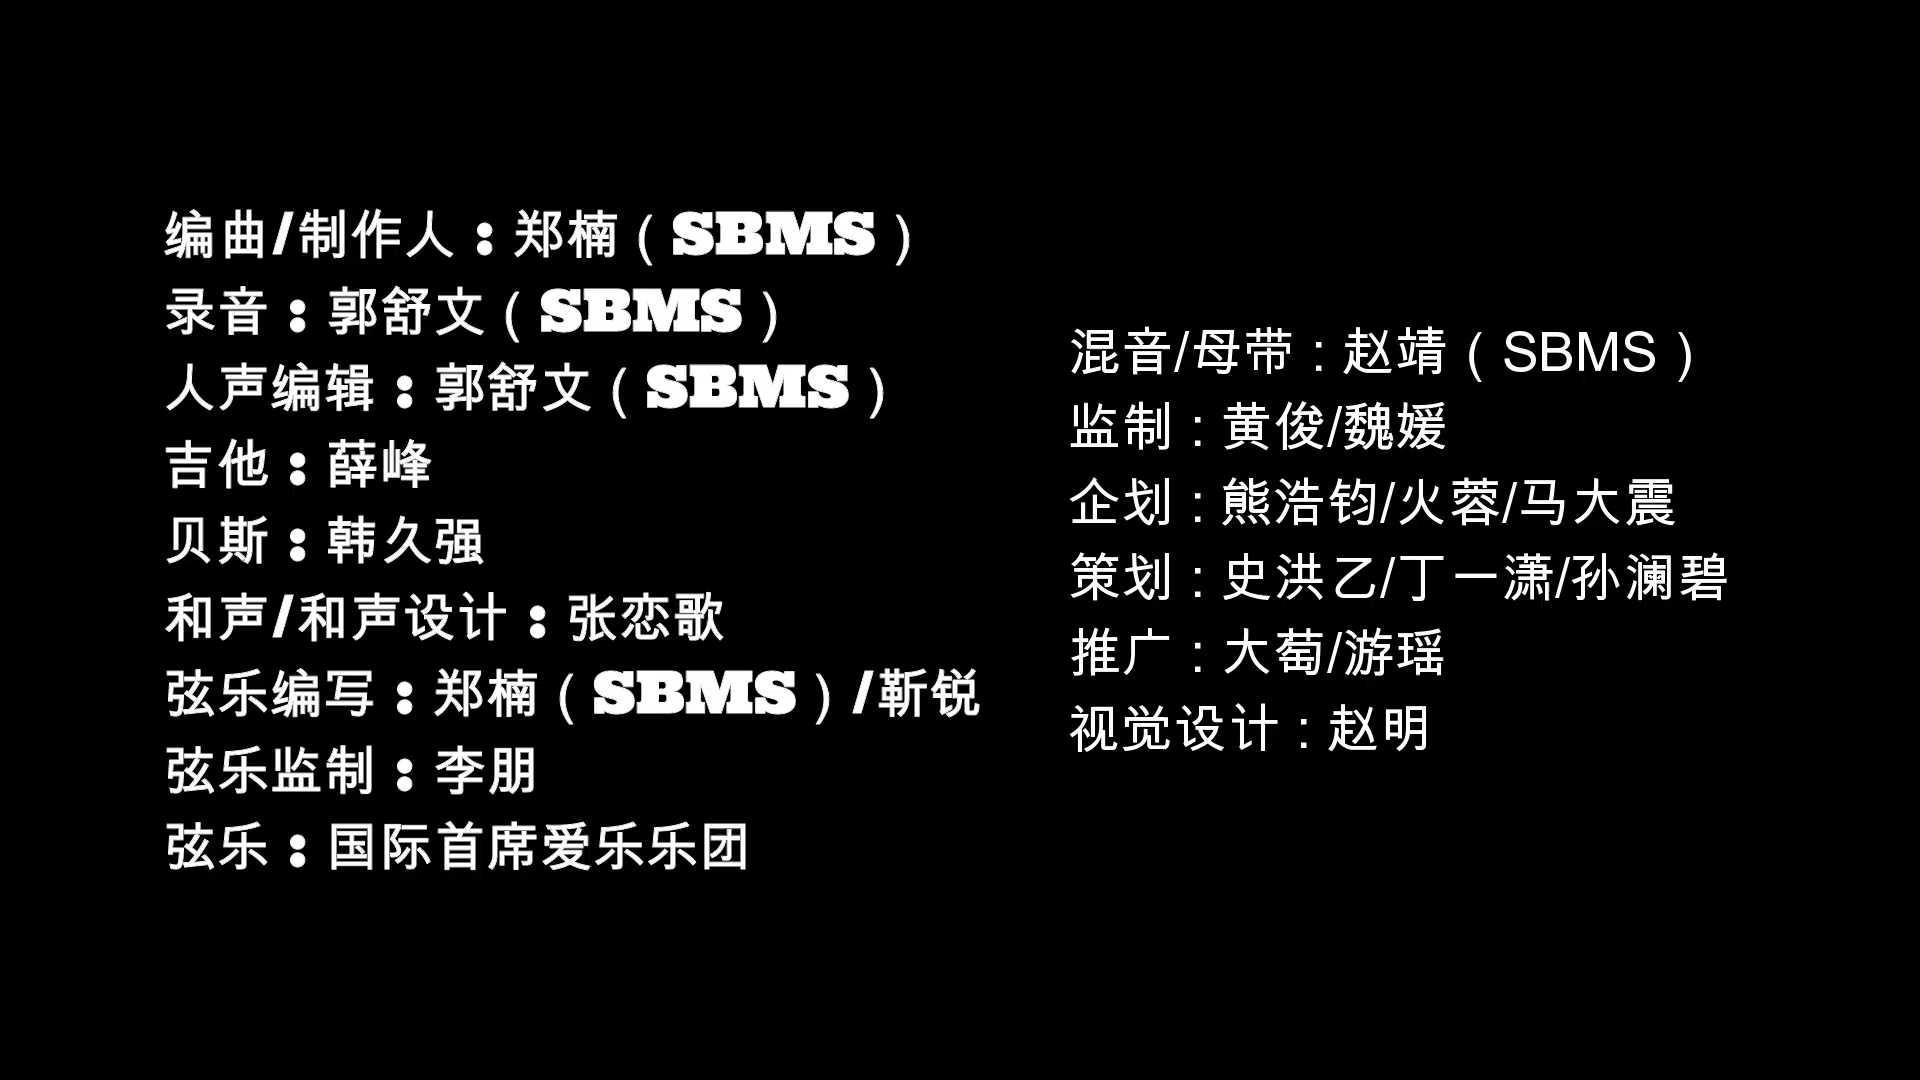 编曲/制作人：郑楠（SBMS）
录音：郭舒文（SBMS）
人声编辑：郭舒文（SBMS）
吉他：薛峰
贝斯：韩久强
和声/和声设计：张恋歌
弦乐编写：郑楠（SBMS）/靳锐
弦乐监制：李朋
弦乐：国际首席爱乐乐团
混音/母带：赵靖（SBMS）
监制：黄俊/魏媛
企划：熊浩钧/火蓉/马大震
策划：史洪乙/丁一潇/孙澜碧
推广：大萄/游瑶
视觉设计：赵明